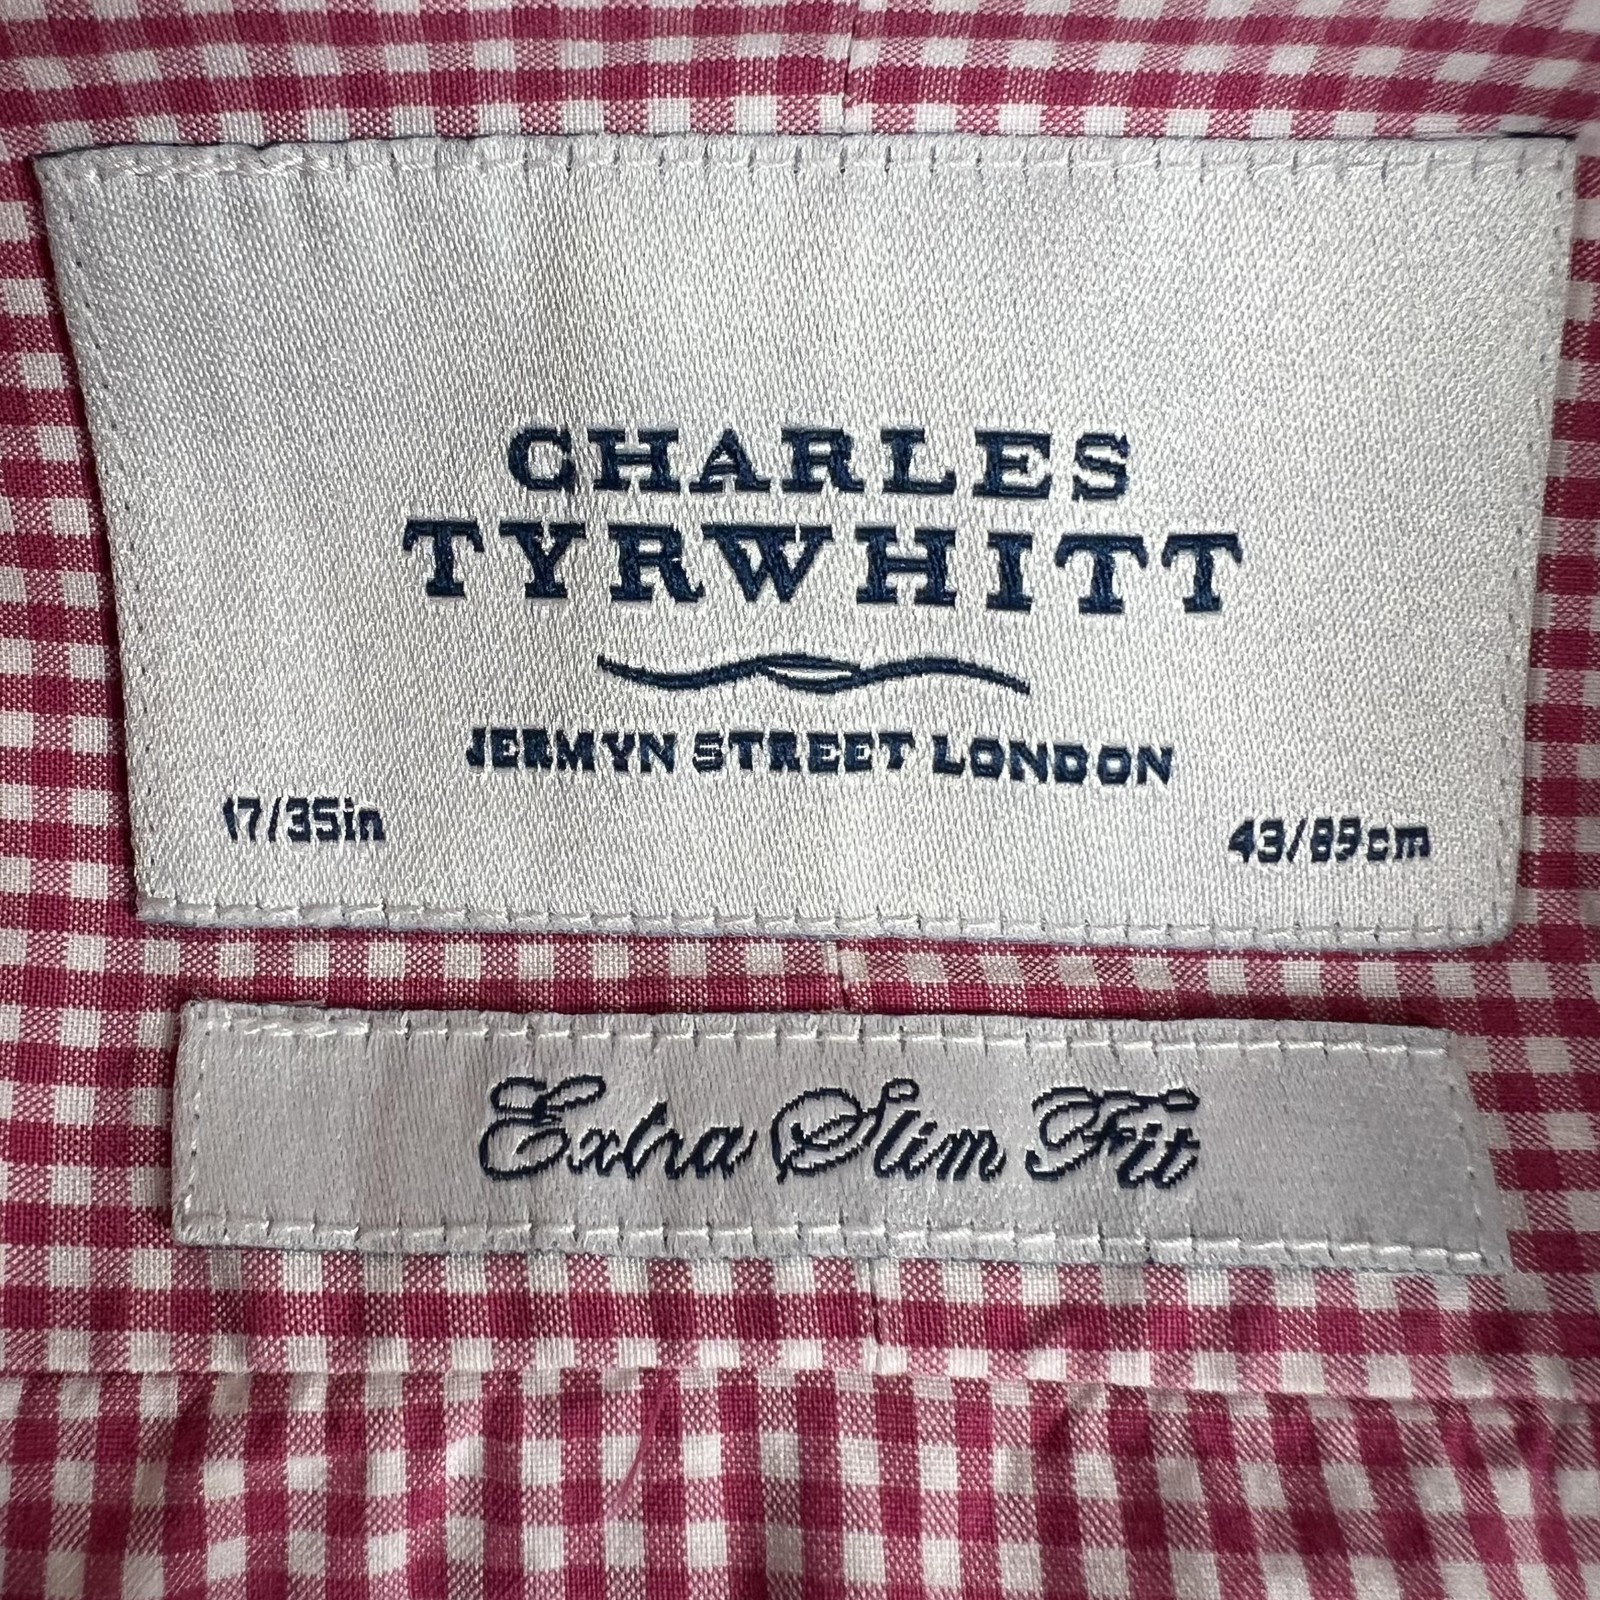 CHARLES
TYRWHITT
JERMYN STREET LONDON
17/35in 43/89cm
Extra Slim Fit